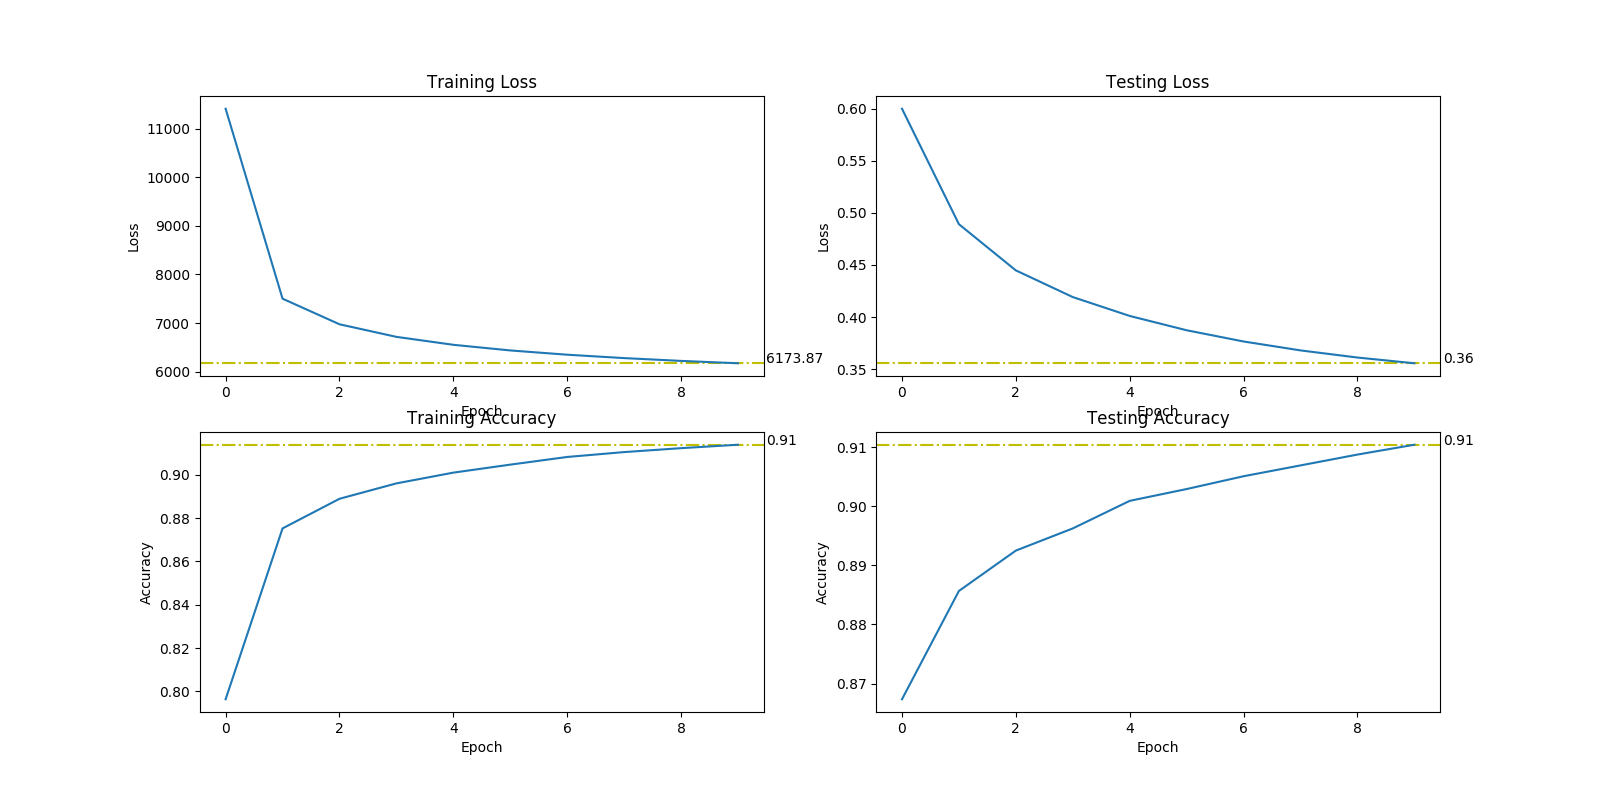 Training Loss
Loss
11000
10000
9000
8000
7000
6000
6173.87
0 2 4 6 8
Epoch
Testing Loss
Loss
0.60
0.55
0.50
0.45
0.40
0.35
0.36
0 2 4 6 8
Epoch
Training Accuracy
Accuracy
0.90
0.88
0.86
0.84
0.82
0.80
0.91
0 2 4 6 8
Epoch
Testing Accuracy
Accuracy
0.91
0.90
0.89
0.88
0.87
0.91
0 2 4 6 8
Epoch